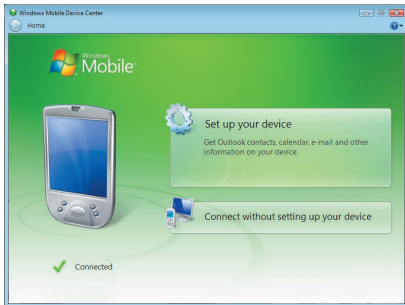 Windows Mobile Device Center
Home
Windows
Mobile
Set up your device
Get Outlook contacts, calendar, e-mail and other
information on your device.
Connect without setting up your device
Connected